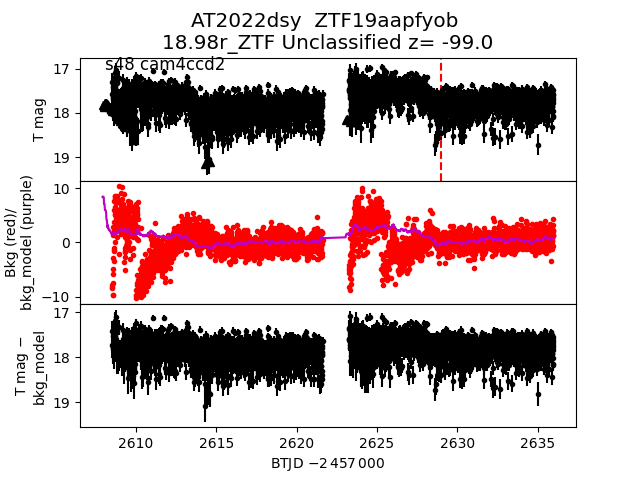 AT2022dsy  ZTF19aapfyob
18.98r_ZTF Unclassified z= -99.0
s48 cam4ccd2
17
18
19
T mag
10
0
−10
Bkg (red)/
bkg_model (purple)
17
18
19
T mag −
bkg_model
2610 2615 2620 2625 2630 2635
BTJD −2 457 000